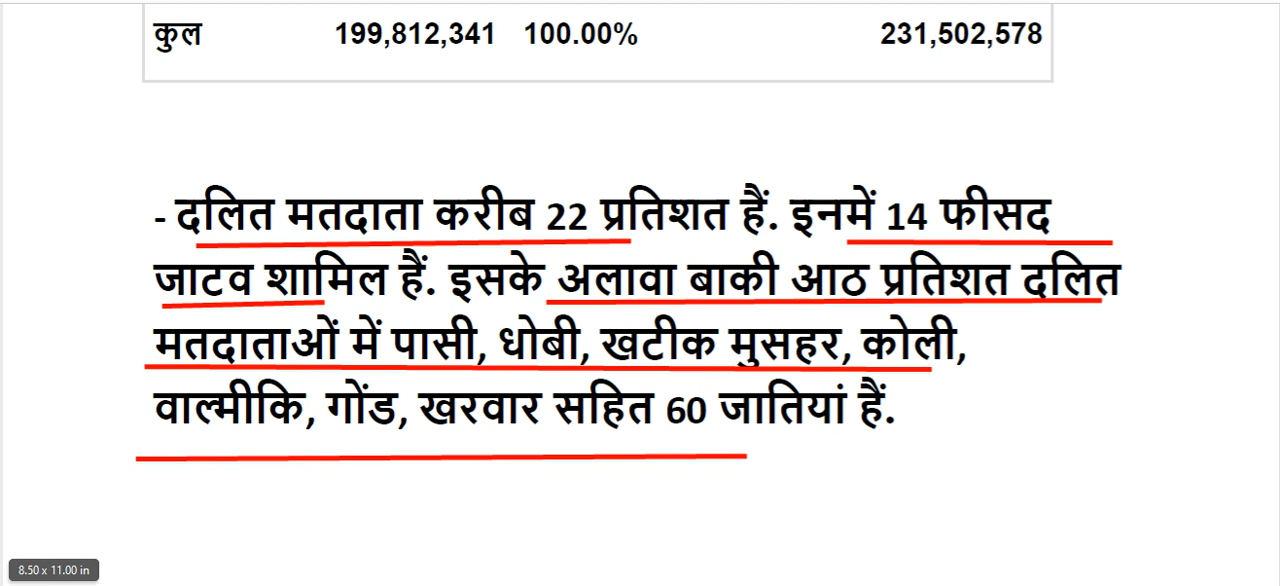 कुल 199,812,341 100.00% 231,502,578
- दलित मतदाता करीब 22 प्रतिशत हैं. इनमें 14 फीसद
जाटव शामिल हैं. इसके अलावा बाकी आठ प्रतिशत दलित
मतदाताओं में पासी, धोबी, खटीक मुसहर, कोली,
वाल्मीकि, गोंड, खरवार सहित 60 जातियां हैं.
8.50 x 11.00 in